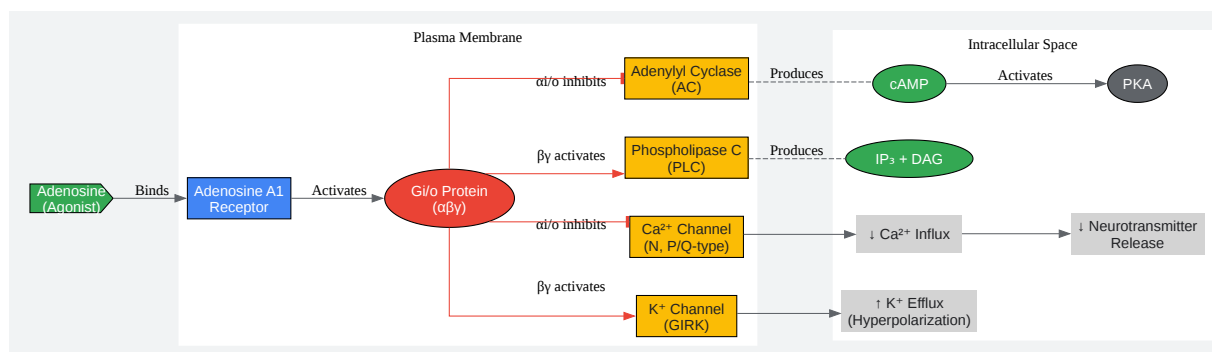 Plasma Membrane
Intracellular Space
αi/o inhibits
Adenylyl Cyclase
(AC)
Produces
cAMP
Activates
PKA
βγ activates
Phospholipase C
(PLC)
Produces
IP₃ + DAG
Adenosine
(Agonist)
Binds
Adenosine A1
Receptor
Activates
Gi/o Protein
(αβγ)
αi/o inhibits
Ca²⁺ Channel
(N, P/Q-type)
↓ Ca²⁺ Influx
↓ Neurotransmitter
Release
βγ activates
K⁺ Channel
(GIRK)
↑ K⁺ Efflux
(Hyperpolarization)